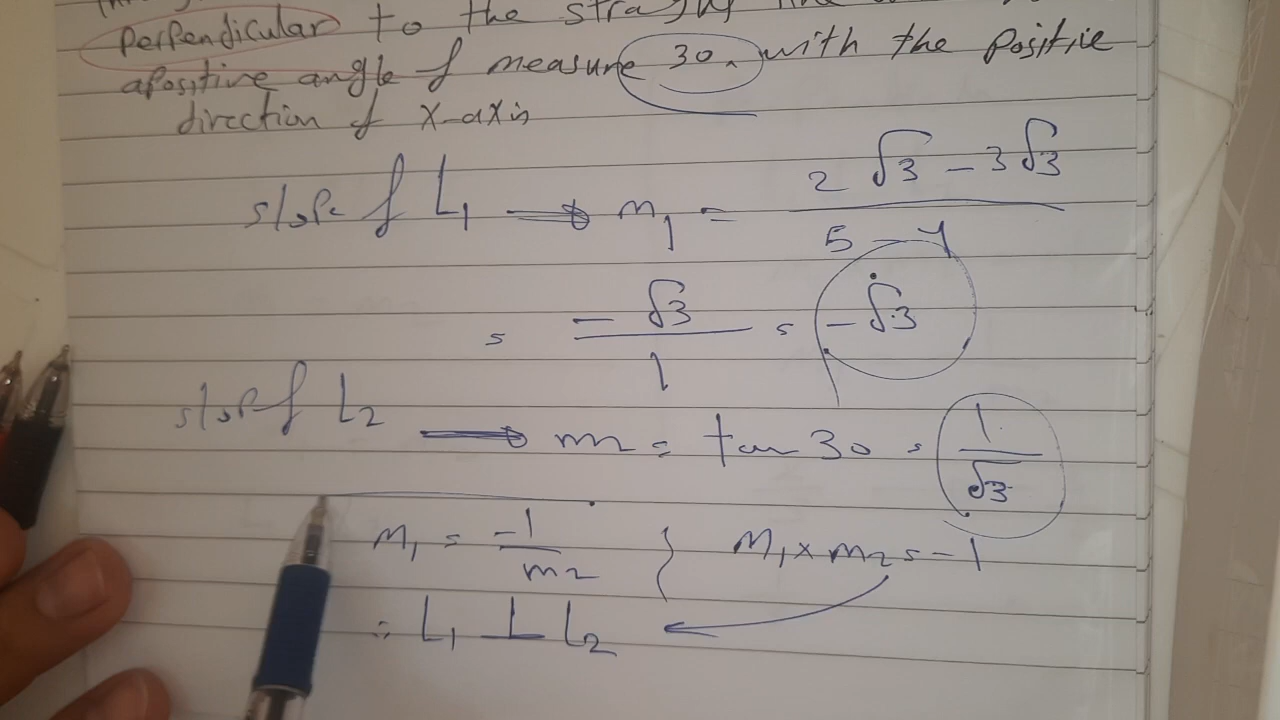 perpendicular to the straight line
a positive angle of measure 30° with the positive
direction of X-axis
slope of L₁ → m₁ = (2√3 - 3√3) / (5 - 4)
= -√3 / 1 = -√3
slope of L₂ → m₂ = tan 30 = 1/√3
m₁ = -1/m₂ } m₁ × m₂ = -1
∴ L₁ ⊥ L₂